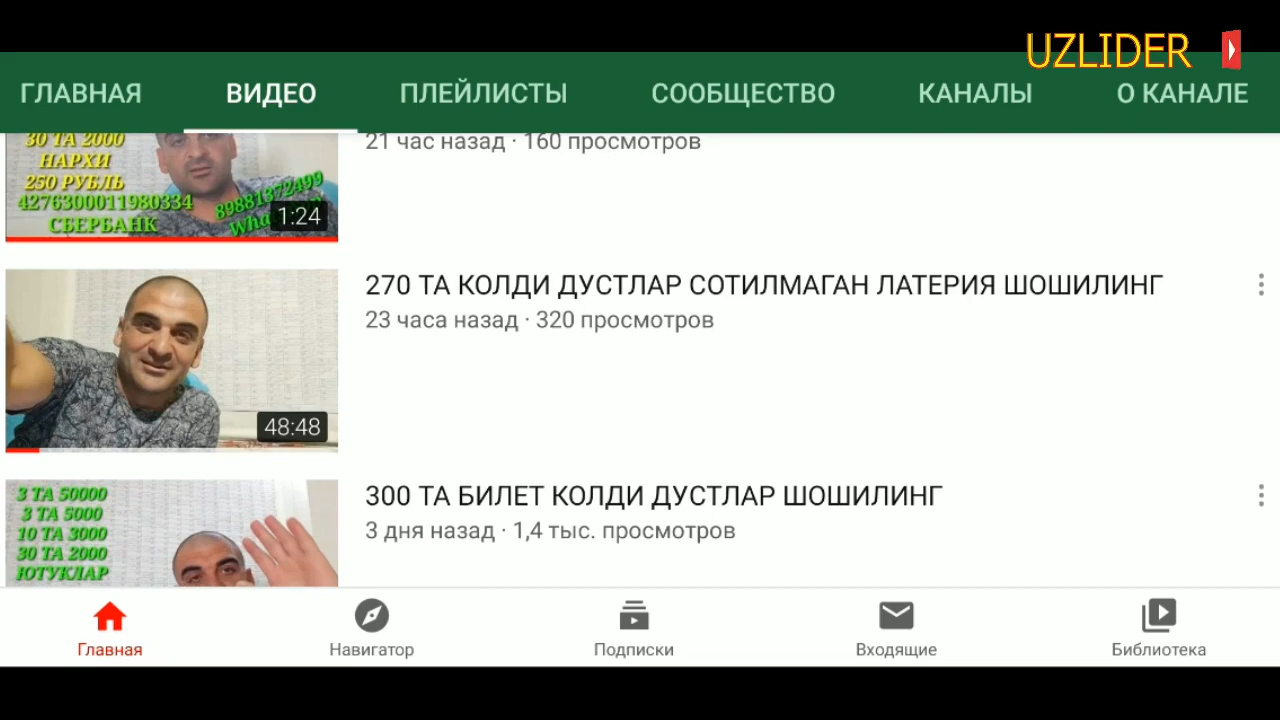 UZLIDER
ГЛАВНАЯ ВИДЕО ПЛЕЙЛИСТЫ СООБЩЕСТВО КАНАЛЫ О КАНАЛЕ
21 час назад · 160 просмотров
30 ТА 2000
НАРХИ
250 РУБЛЬ
4276300011980334
СБЕРБАНК
89881372499
1:24
270 ТА КОЛДИ ДУСТЛАР СОТИЛМАГАН ЛАТЕРИЯ ШОШИЛИНГ
23 часа назад · 320 просмотров
48:48
300 ТА БИЛЕТ КОЛДИ ДУСТЛАР ШОШИЛИНГ
3 дня назад · 1,4 тыс. просмотров
3 ТА 50000
3 ТА 5000
10 ТА 3000
30 ТА 2000
ЮТУКЛАР
Главная Навигатор Подписки Входящие Библиотека